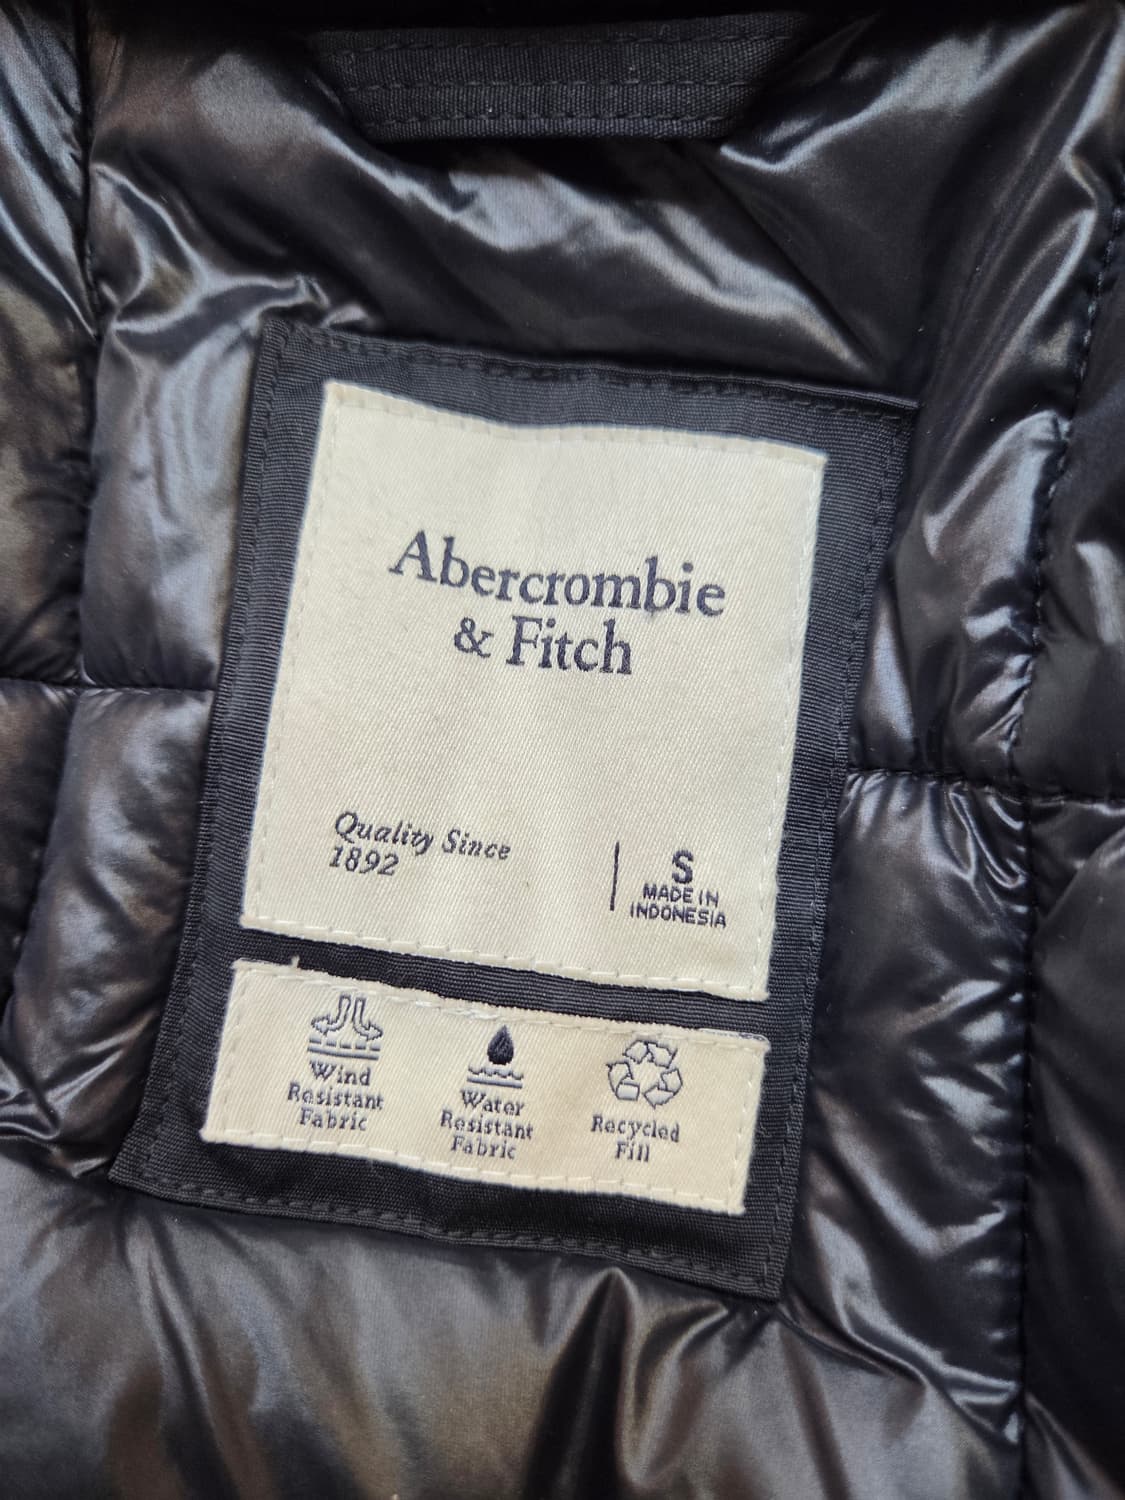 Abercrombie
& Fitch
Quality Since
1892
S
MADE IN
INDONESIA
Wind
Resistant
Fabric
Water
Resistant
Fabric
Recycled
Fill